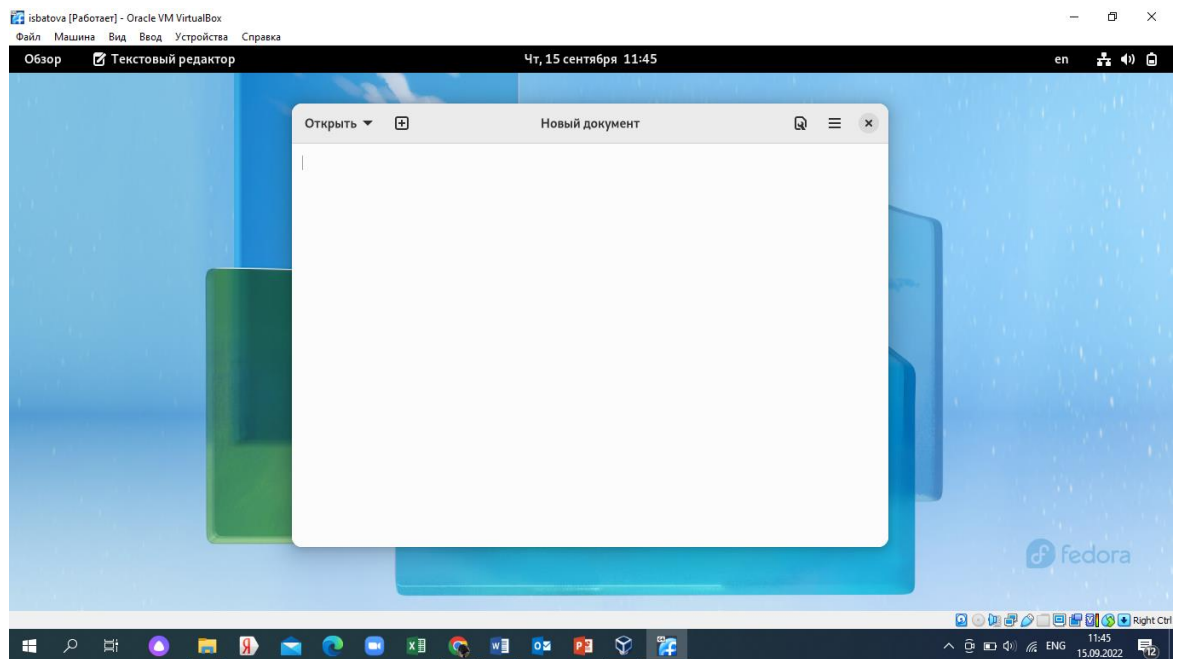 isbatova [Работает] - Oracle VM VirtualBox
Файл Машина Вид Ввод Устройства Справка
Обзор Текстовый редактор Чт, 15 сентября 11:45 en
Открыть Новый документ
fedora
Right Ctrl
ENG 11:45
15.09.2022 12